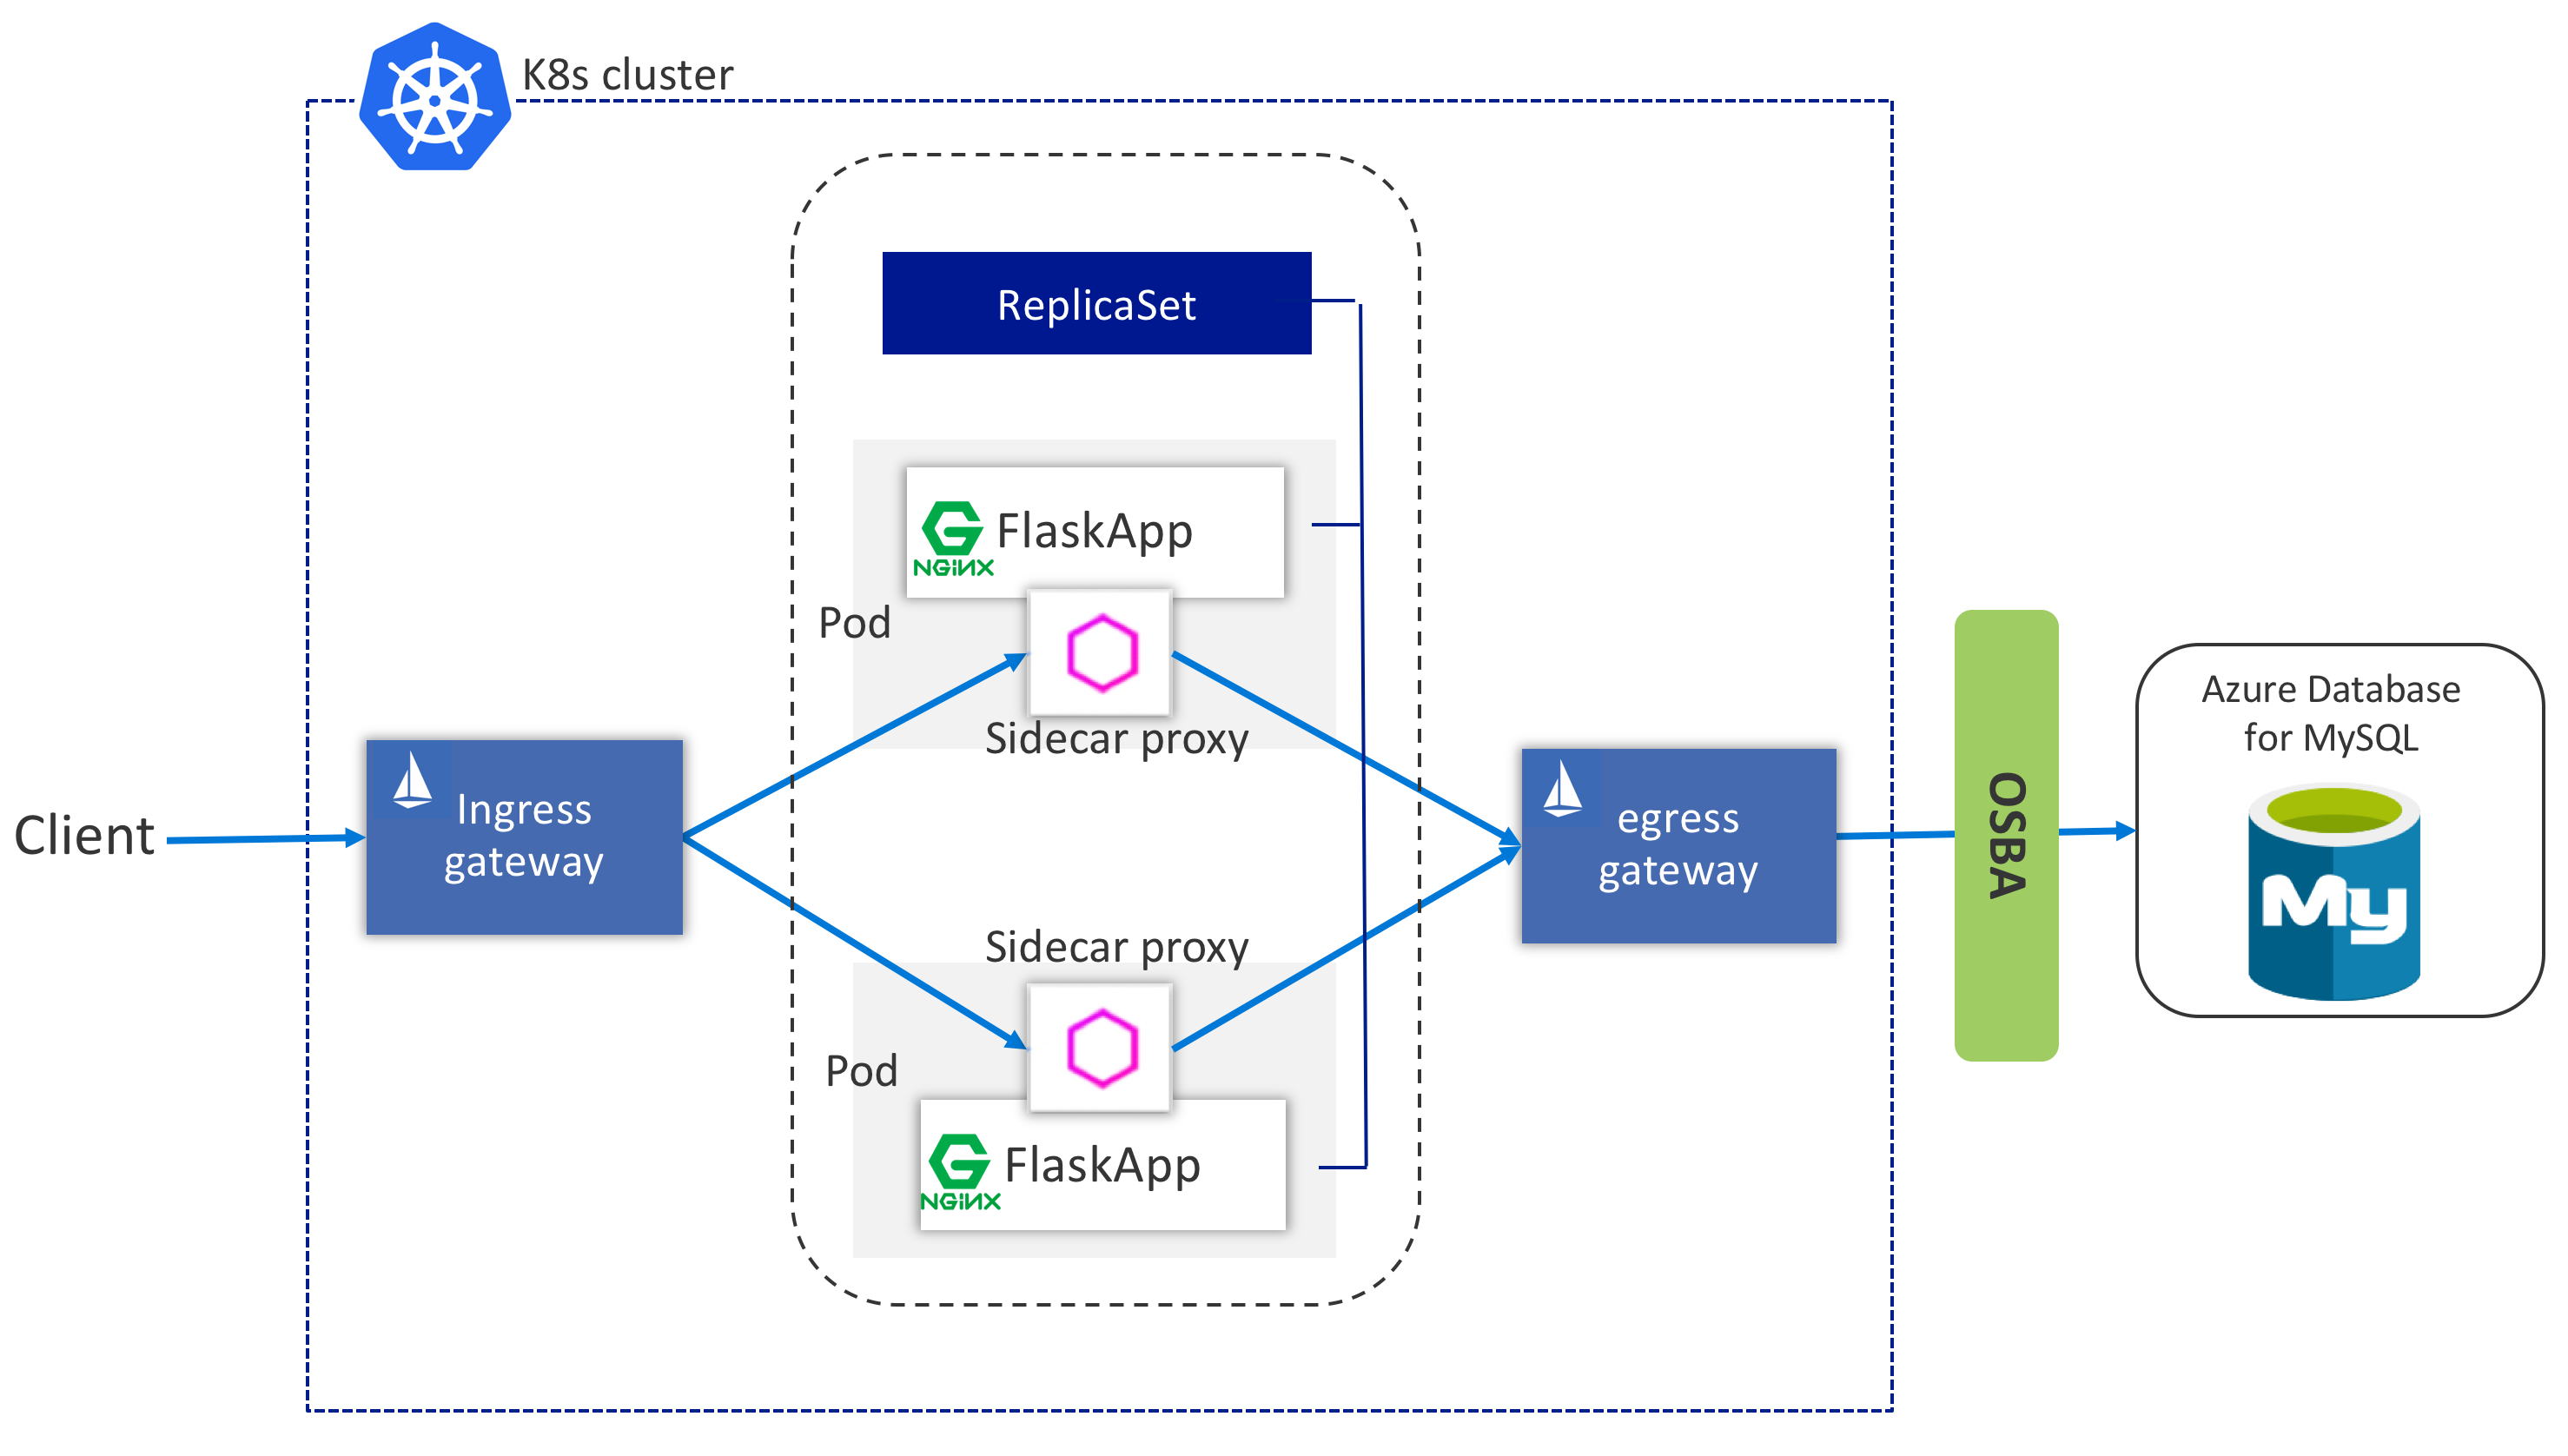 K8s cluster
ReplicaSet
FlaskApp
NGiNX
Pod
Sidecar proxy
Ingress
gateway
Client
egress
gateway
OSBA
Azure Database
for MySQL
My
Sidecar proxy
Pod
FlaskApp
NGiNX